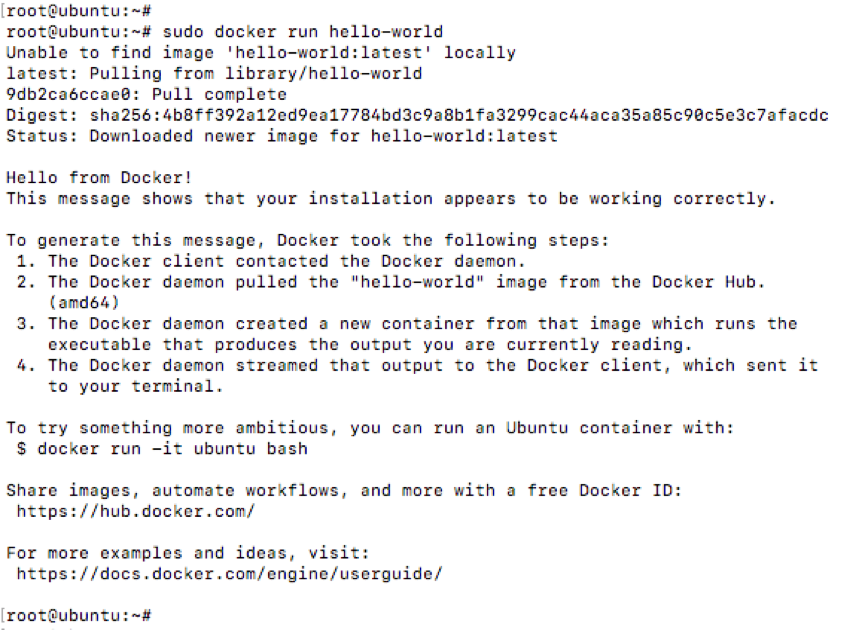 [root@ubuntu:~#
root@ubuntu:~# sudo docker run hello-world
Unable to find image 'hello-world:latest' locally
latest: Pulling from library/hello-world
9db2ca6ccae0: Pull complete
Digest: sha256:4b8ff392a12ed9ea17784bd3c9a8b1fa3299cac44aca35a85c90c5e3c7afacdc
Status: Downloaded newer image for hello-world:latest

Hello from Docker!
This message shows that your installation appears to be working correctly.

To generate this message, Docker took the following steps:
 1. The Docker client contacted the Docker daemon.
 2. The Docker daemon pulled the "hello-world" image from the Docker Hub.
    (amd64)
 3. The Docker daemon created a new container from that image which runs the
    executable that produces the output you are currently reading.
 4. The Docker daemon streamed that output to the Docker client, which sent it
    to your terminal.

To try something more ambitious, you can run an Ubuntu container with:
 $ docker run -it ubuntu bash

Share images, automate workflows, and more with a free Docker ID:
 https://hub.docker.com/

For more examples and ideas, visit:
 https://docs.docker.com/engine/userguide/

[root@ubuntu:~#